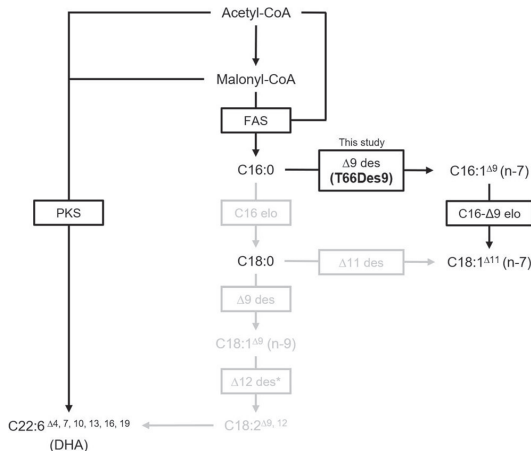 Acetyl-CoA
Malonyl-CoA
FAS
This study
C16:0
Δ9 des
(T66Des9)
C16:1Δ9 (n-7)
PKS
C16 elo
C16-Δ9 elo
C18:0
Δ11 des
C18:1Δ11 (n-7)
Δ9 des
C18:1Δ9 (n-9)
Δ12 des*
C22:6 Δ4, 7, 10, 13, 16, 19
C18:2Δ9, 12
(DHA)